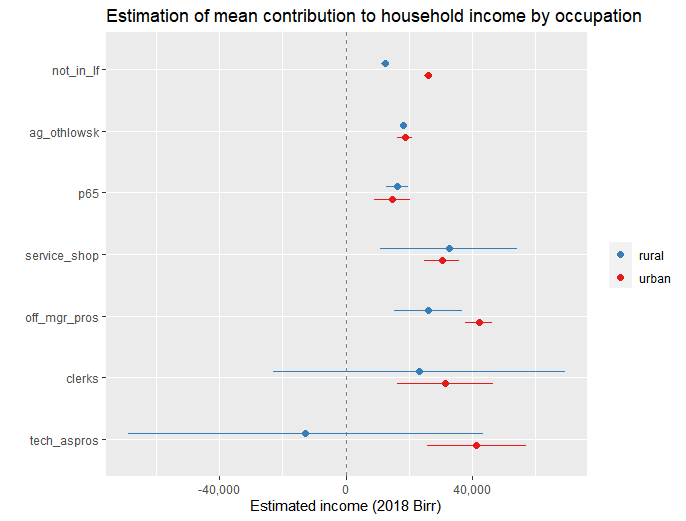 Estimation of mean contribution to household income by occupation
not_in_lf
ag_othlowsk
p65
service_shop
off_mgr_pros
clerks
tech_aspros
rural
urban
-40,000
0
40,000
Estimated income (2018 Birr)